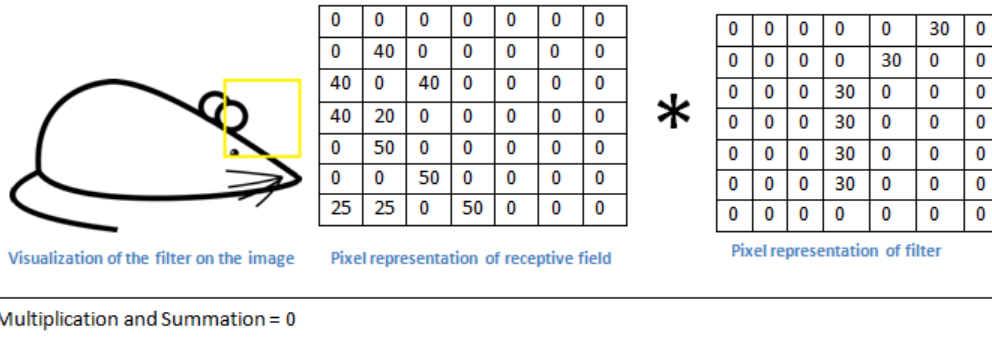 0 0 0 0 0 0 0
0 40 0 0 0 0 0
40 0 40 0 0 0 0
40 20 0 0 0 0 0
0 50 0 0 0 0 0
0 0 50 0 0 0 0
25 25 0 50 0 0 0
*
0 0 0 0 0 30 0
0 0 0 0 30 0 0
0 0 0 30 0 0 0
0 0 0 30 0 0 0
0 0 0 30 0 0 0
0 0 0 30 0 0 0
0 0 0 0 0 0 0
Visualization of the filter on the image
Pixel representation of receptive field
Pixel representation of filter
Multiplication and Summation = 0